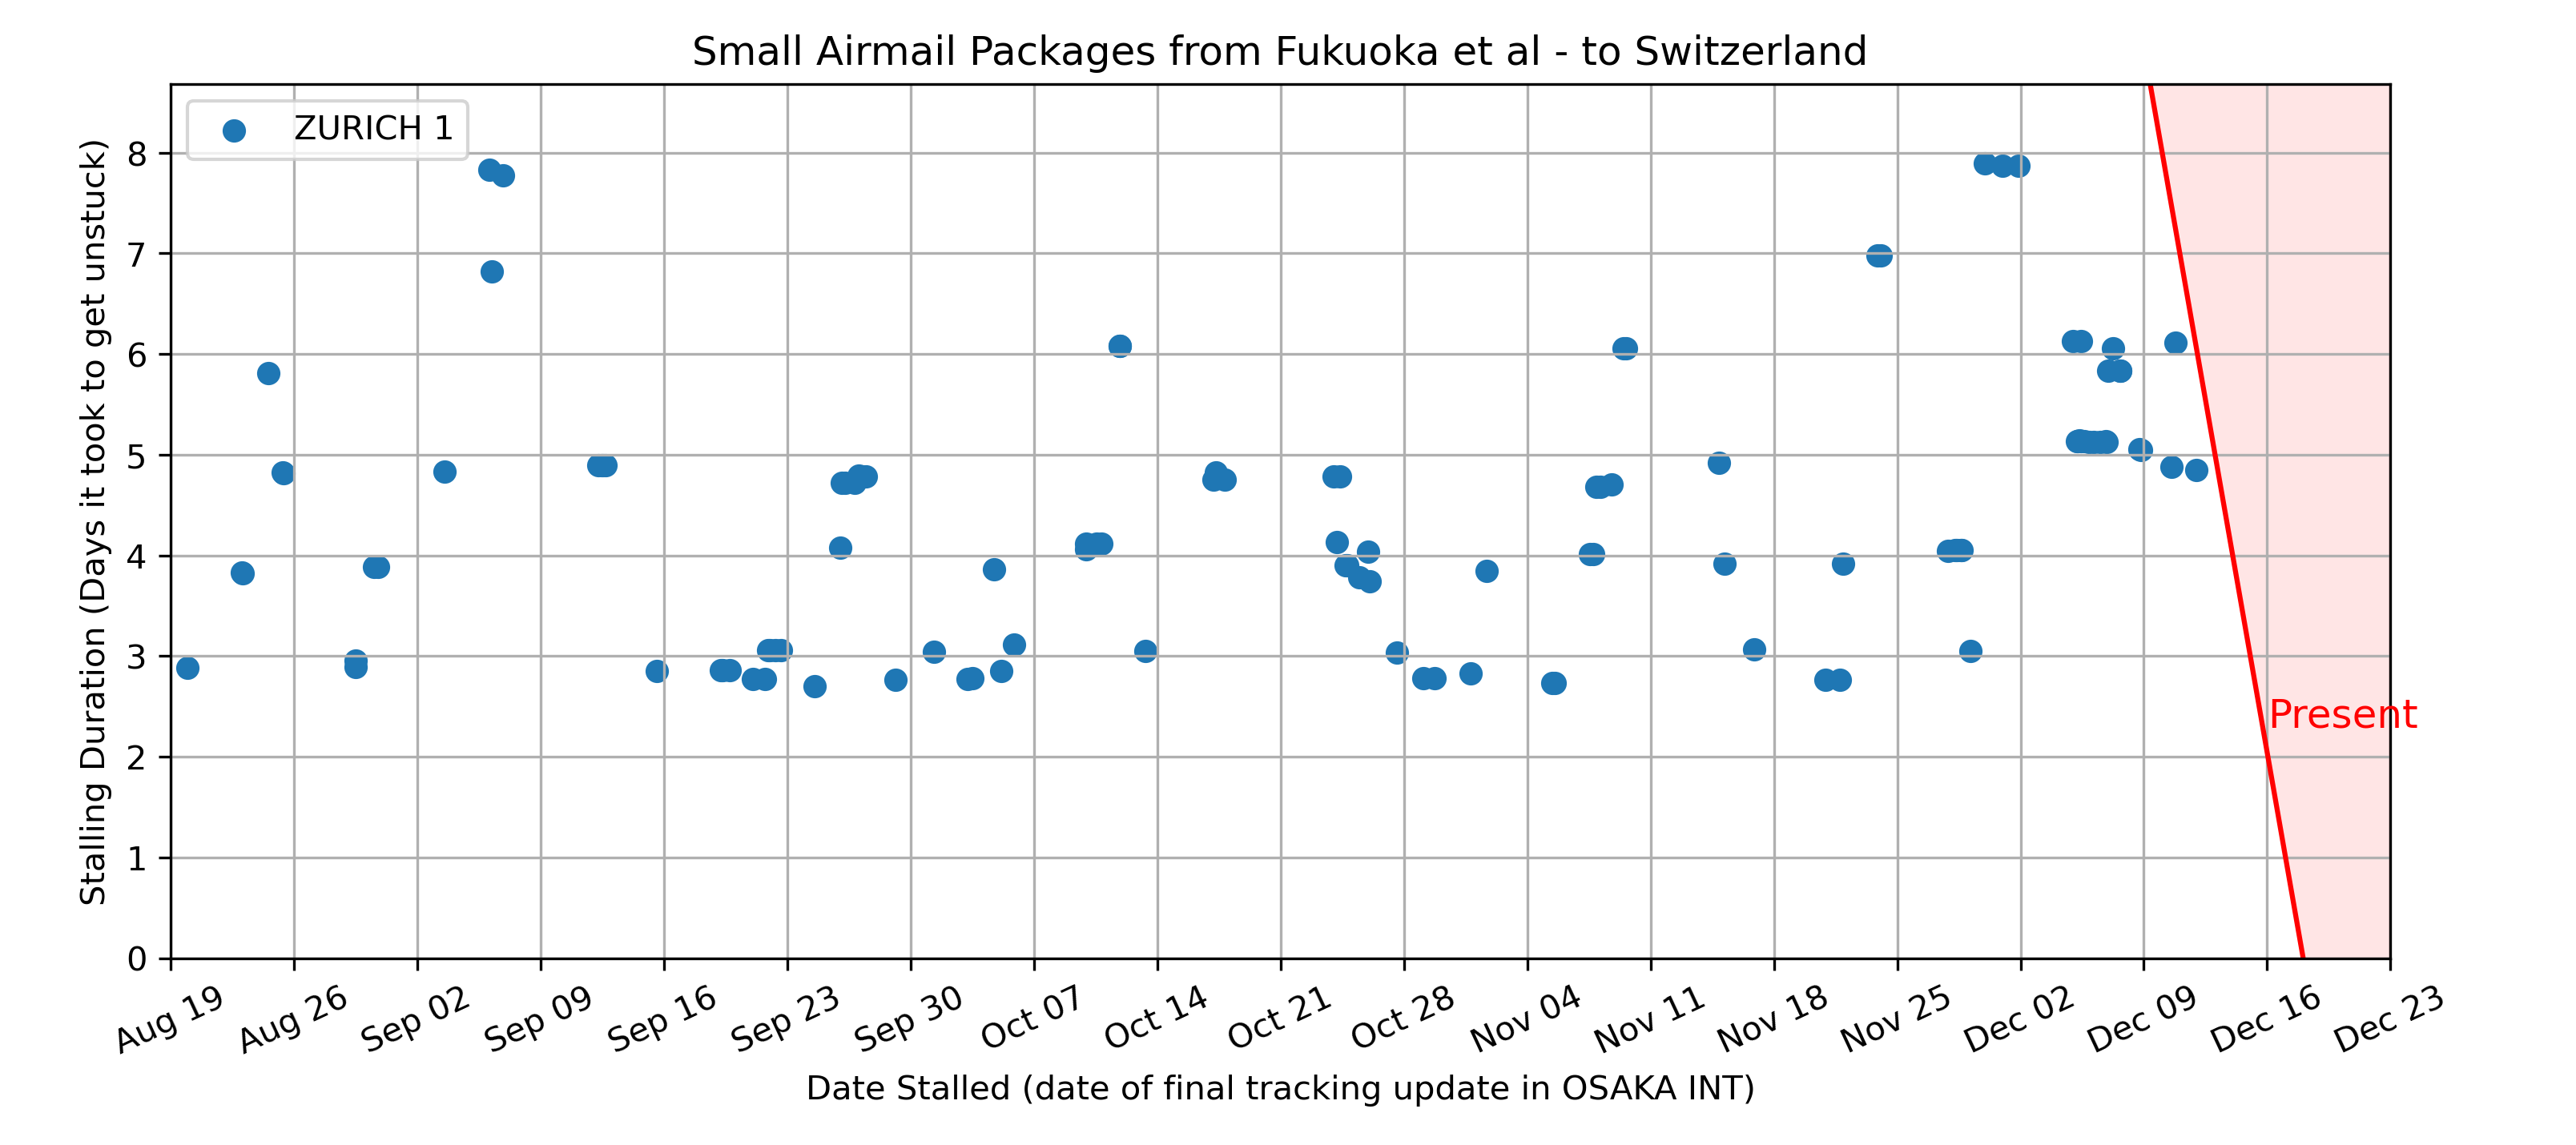 Small Airmail Packages from Fukuoka et al - to Switzerland
ZURICH 1
Stalling Duration (Days it took to get unstuck)
8
7
6
5
4
3
2
1
0
Present
Aug 19
Aug 26
Sep 02
Sep 09
Sep 16
Sep 23
Sep 30
Oct 07
Oct 14
Oct 21
Oct 28
Nov 04
Nov 11
Nov 18
Nov 25
Dec 02
Dec 09
Dec 16
Dec 23
Date Stalled (date of final tracking update in OSAKA INT)